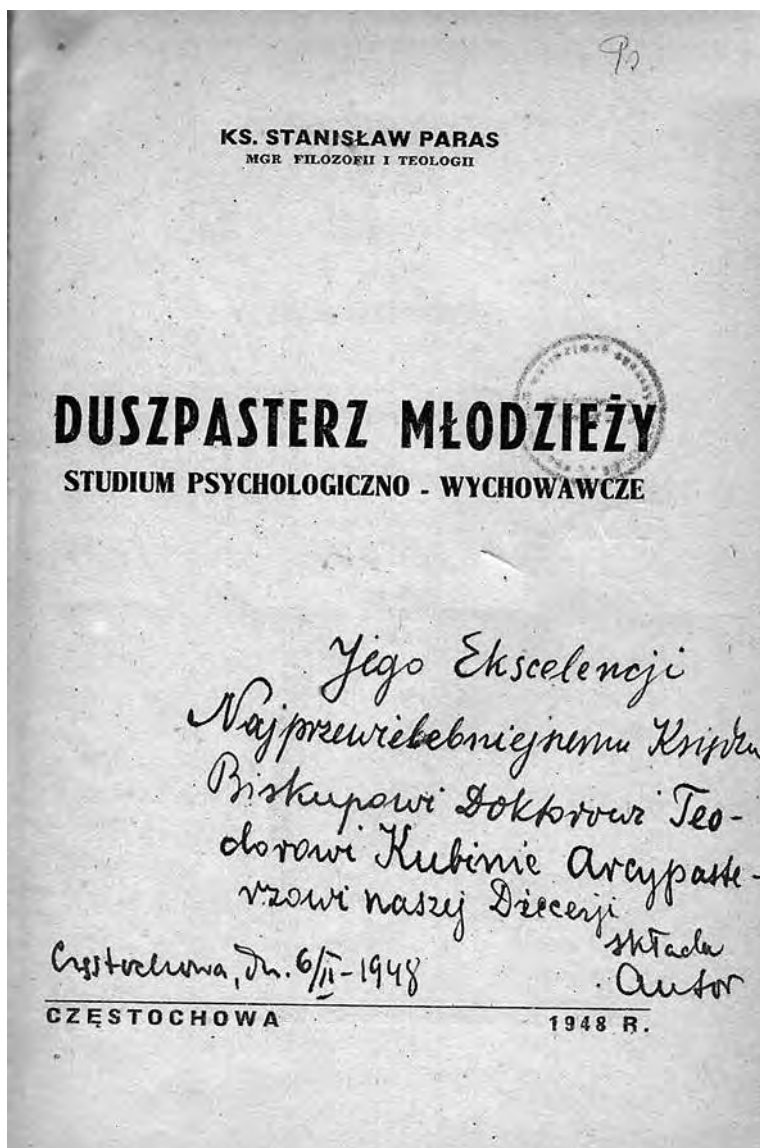 KS. STANISŁAW PARAS
MGR FILOZOFII I TEOLOGII
DUSZPASTERZ MŁODZIEŻY
STUDIUM PSYCHOLOGICZNO - WYCHOWAWCZE
Jego Ekscelencji
Najprzewielebniejszemu Księdzu
Biskupowi Doktorowi Teo-
dorowi Kubinie Arcypaste-
rzowi naszej Diecezji
składa
Autor
Częstochowa, dn. 6/II-1948
CZĘSTOCHOWA 1948 R.